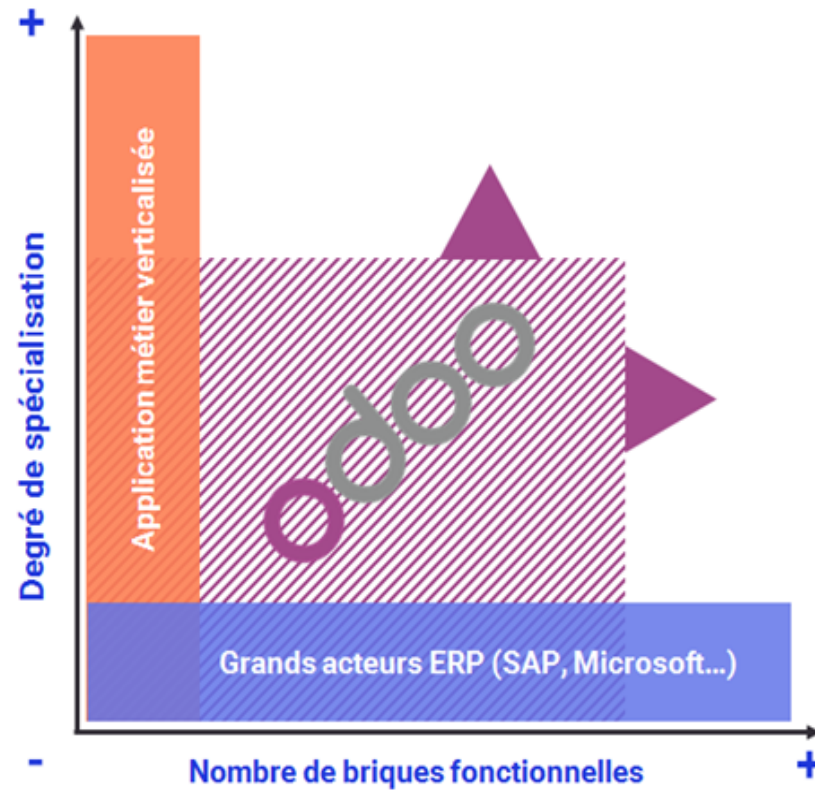 +
Degré de spécialisation
Application métier verticalisée
odoo
Grands acteurs ERP (SAP, Microsoft...)
-
Nombre de briques fonctionnelles
+